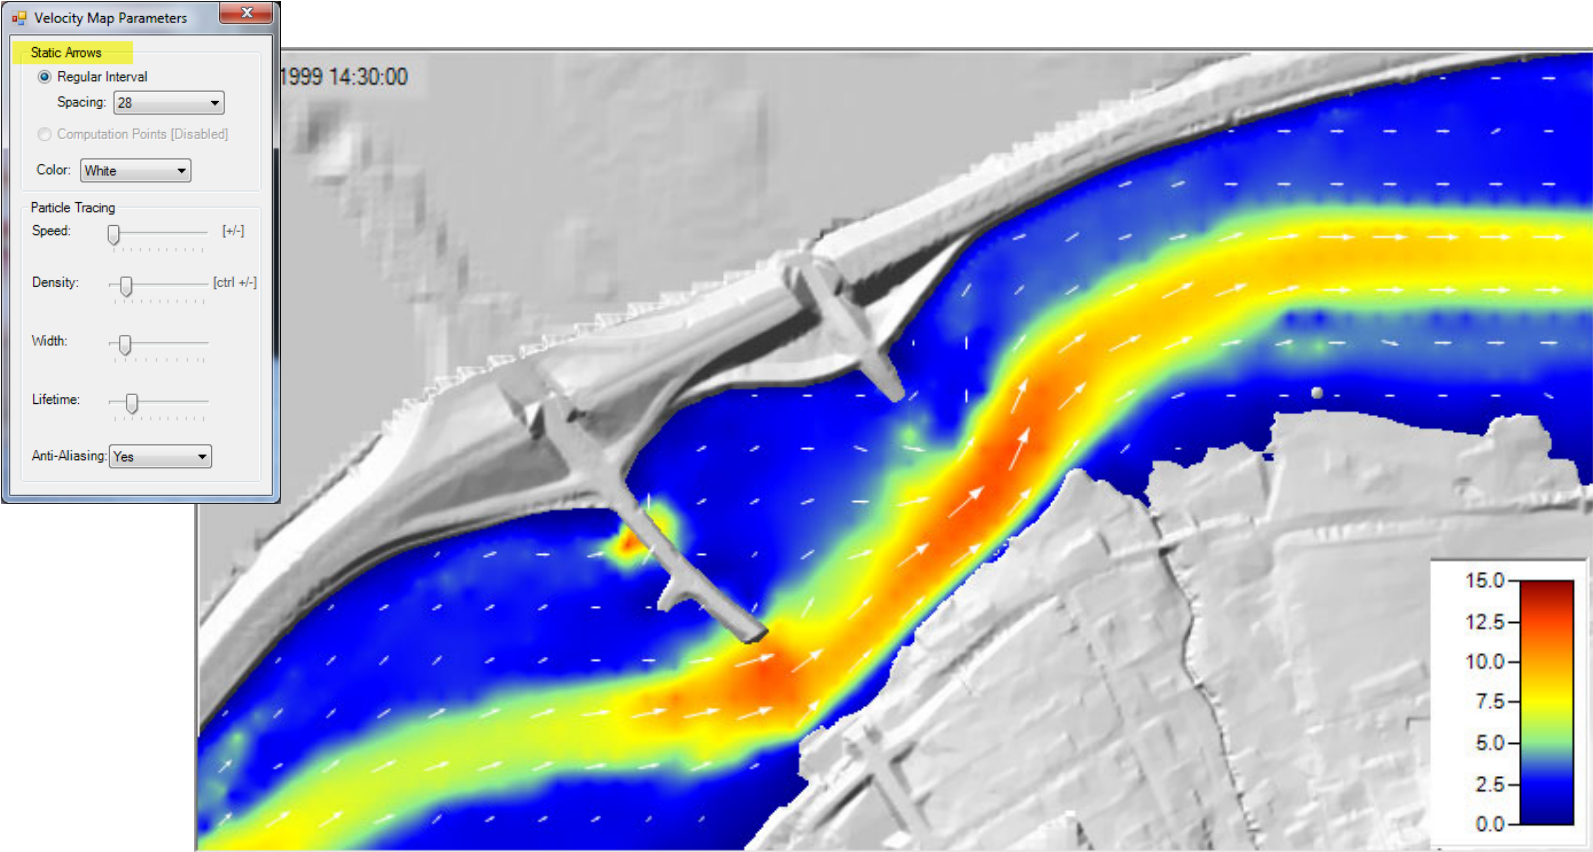 Velocity Map Parameters
Static Arrows
Regular Interval
Spacing: 28
Computation Points [Disabled]
Color: White
Particle Tracing
Speed: [+/-]
Density: [ctrl +/-]
Width:
Lifetime:
Anti-Aliasing: Yes
1999 14:30:00
15.0
12.5
10.0
7.5
5.0
2.5
0.0